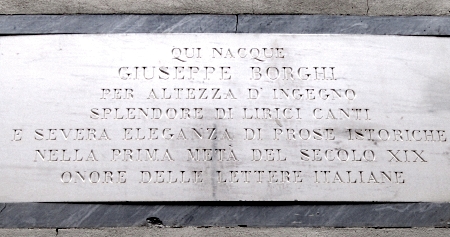 QUI NACQUE
GIUSEPPE BORGHI
PER ALTEZZA D'INGEGNO
SPLENDORE DI LIRICI CANTI
E SEVERA ELEGANZA DI PROSE ISTORICHE
NELLA PRIMA METÀ DEL SECOLO XIX
ONORE DELLE LETTERE ITALIANE